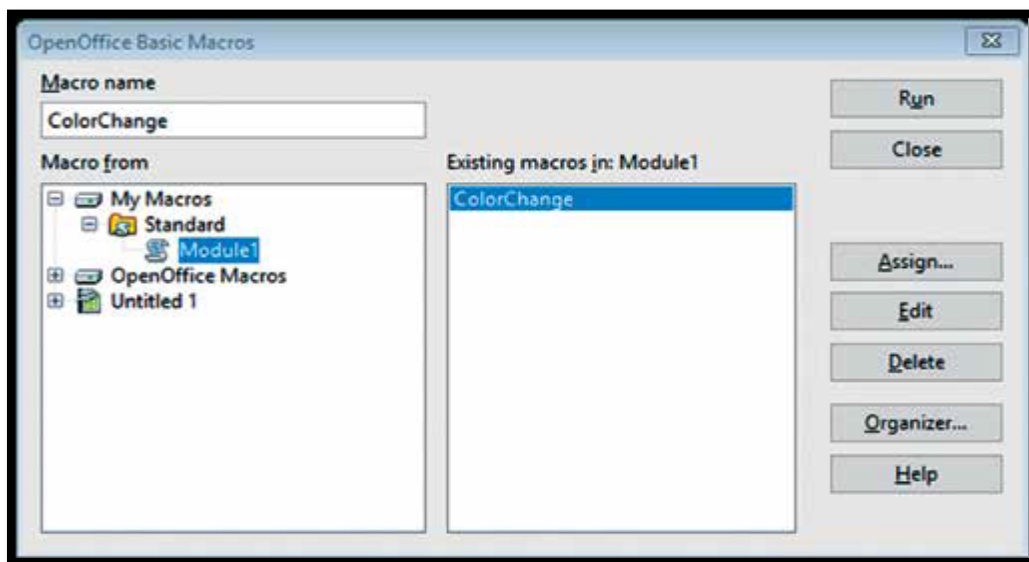 OpenOffice Basic Macros
Macro name
ColorChange
Macro from
My Macros
Standard
Module1
OpenOffice Macros
Untitled 1
Existing macros in: Module1
ColorChange
Run
Close
Assign...
Edit
Delete
Organizer...
Help